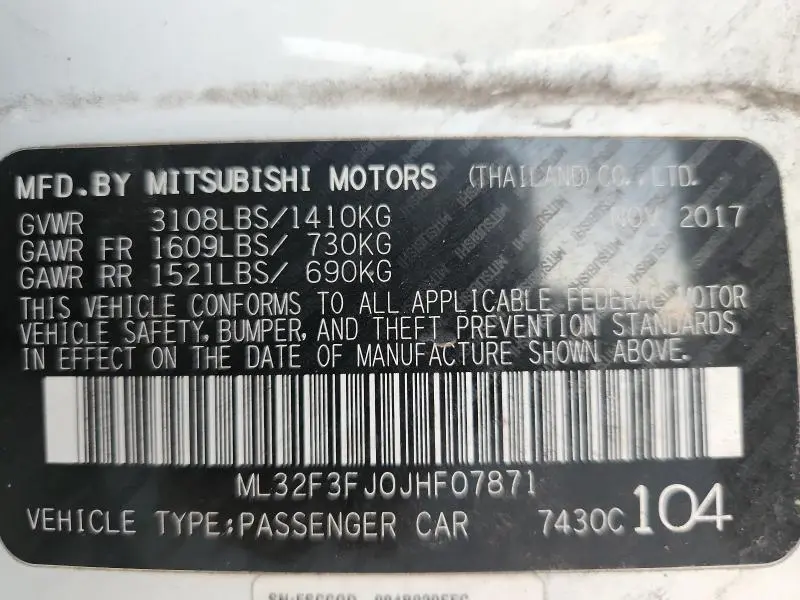 MFD.BY MITSUBISHI MOTORS (THAILAND) CO.,LTD.
GVWR 3108LBS/1410KG NOV 2017
GAWR FR 1609LBS/ 730KG
GAWR RR 1521LBS/ 690KG
THIS VEHICLE CONFORMS TO ALL APPLICABLE FEDERAL MOTOR
VEHICLE SAFETY, BUMPER, AND THEFT PREVENTION STANDARDS
IN EFFECT ON THE DATE OF MANUFACTURE SHOWN ABOVE.
ML32F3FJ0JHF07871
VEHICLE TYPE:PASSENGER CAR 7430C 104